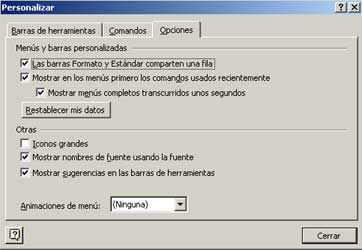 Personalizar
Barras de herramientas Comandos Opciones
Menús y barras personalizadas
Las barras Formato y Estándar comparten una fila
Mostrar en los menús primero los comandos usados recientemente
Mostrar menús completos transcurridos unos segundos
Restablecer mis datos
Otras
Iconos grandes
Mostrar nombres de fuente usando la fuente
Mostrar sugerencias en las barras de herramientas
Animaciones de menú: (Ninguna)
Cerrar